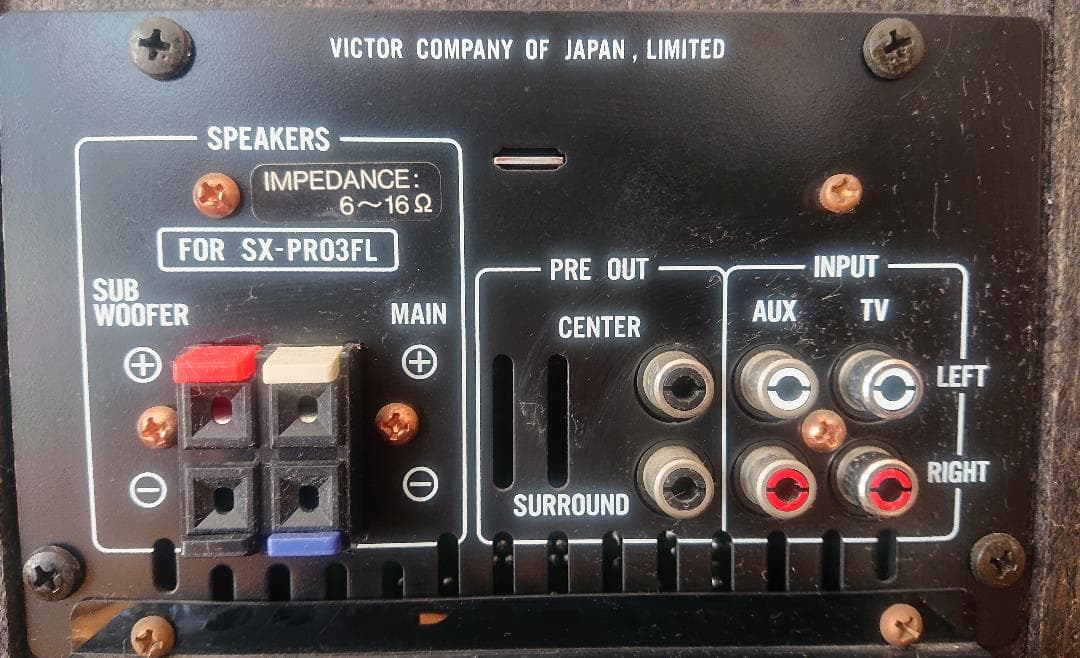 VICTOR COMPANY OF JAPAN, LIMITED
SPEAKERS
IMPEDANCE:
6~16Ω
FOR SX-PRO3FL
SUB
WOOFER
MAIN
+
+
-
-
PRE OUT
CENTER
SURROUND
INPUT
AUX TV
LEFT
RIGHT